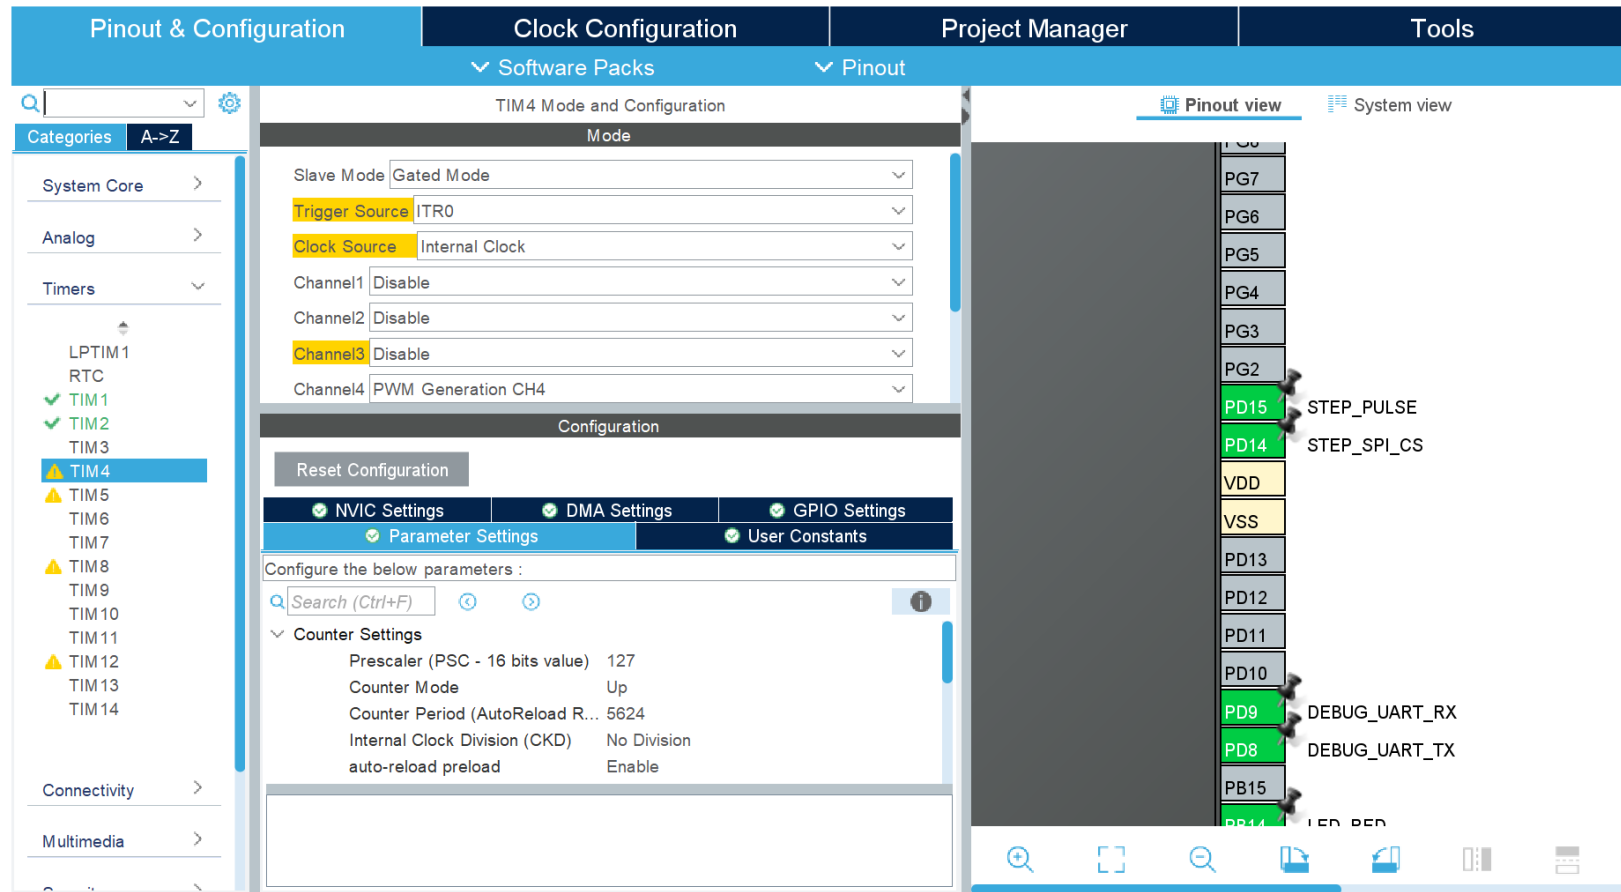 Pinout & Configuration
Clock Configuration
Project Manager
Tools
Software Packs
Pinout
Categories
A->Z
System Core
Analog
Timers
LPTIM1
RTC
TIM1
TIM2
TIM3
TIM4
TIM5
TIM6
TIM7
TIM8
TIM9
TIM10
TIM11
TIM12
TIM13
TIM14
Connectivity
Multimedia
TIM4 Mode and Configuration
Mode
Slave Mode Gated Mode
Trigger Source ITR0
Clock Source Internal Clock
Channel1 Disable
Channel2 Disable
Channel3 Disable
Channel4 PWM Generation CH4
Configuration
Reset Configuration
NVIC Settings
DMA Settings
GPIO Settings
Parameter Settings
User Constants
Configure the below parameters :
Search (Ctrl+F)
Counter Settings
Prescaler (PSC - 16 bits value) 127
Counter Mode Up
Counter Period (AutoReload R... 5624
Internal Clock Division (CKD) No Division
auto-reload preload Enable
Pinout view
System view
PG7
PG6
PG5
PG4
PG3
PG2
PD15 STEP_PULSE
PD14 STEP_SPI_CS
VDD
VSS
PD13
PD12
PD11
PD10
PD9 DEBUG_UART_RX
PD8 DEBUG_UART_TX
PB15
PB14 LED_RED